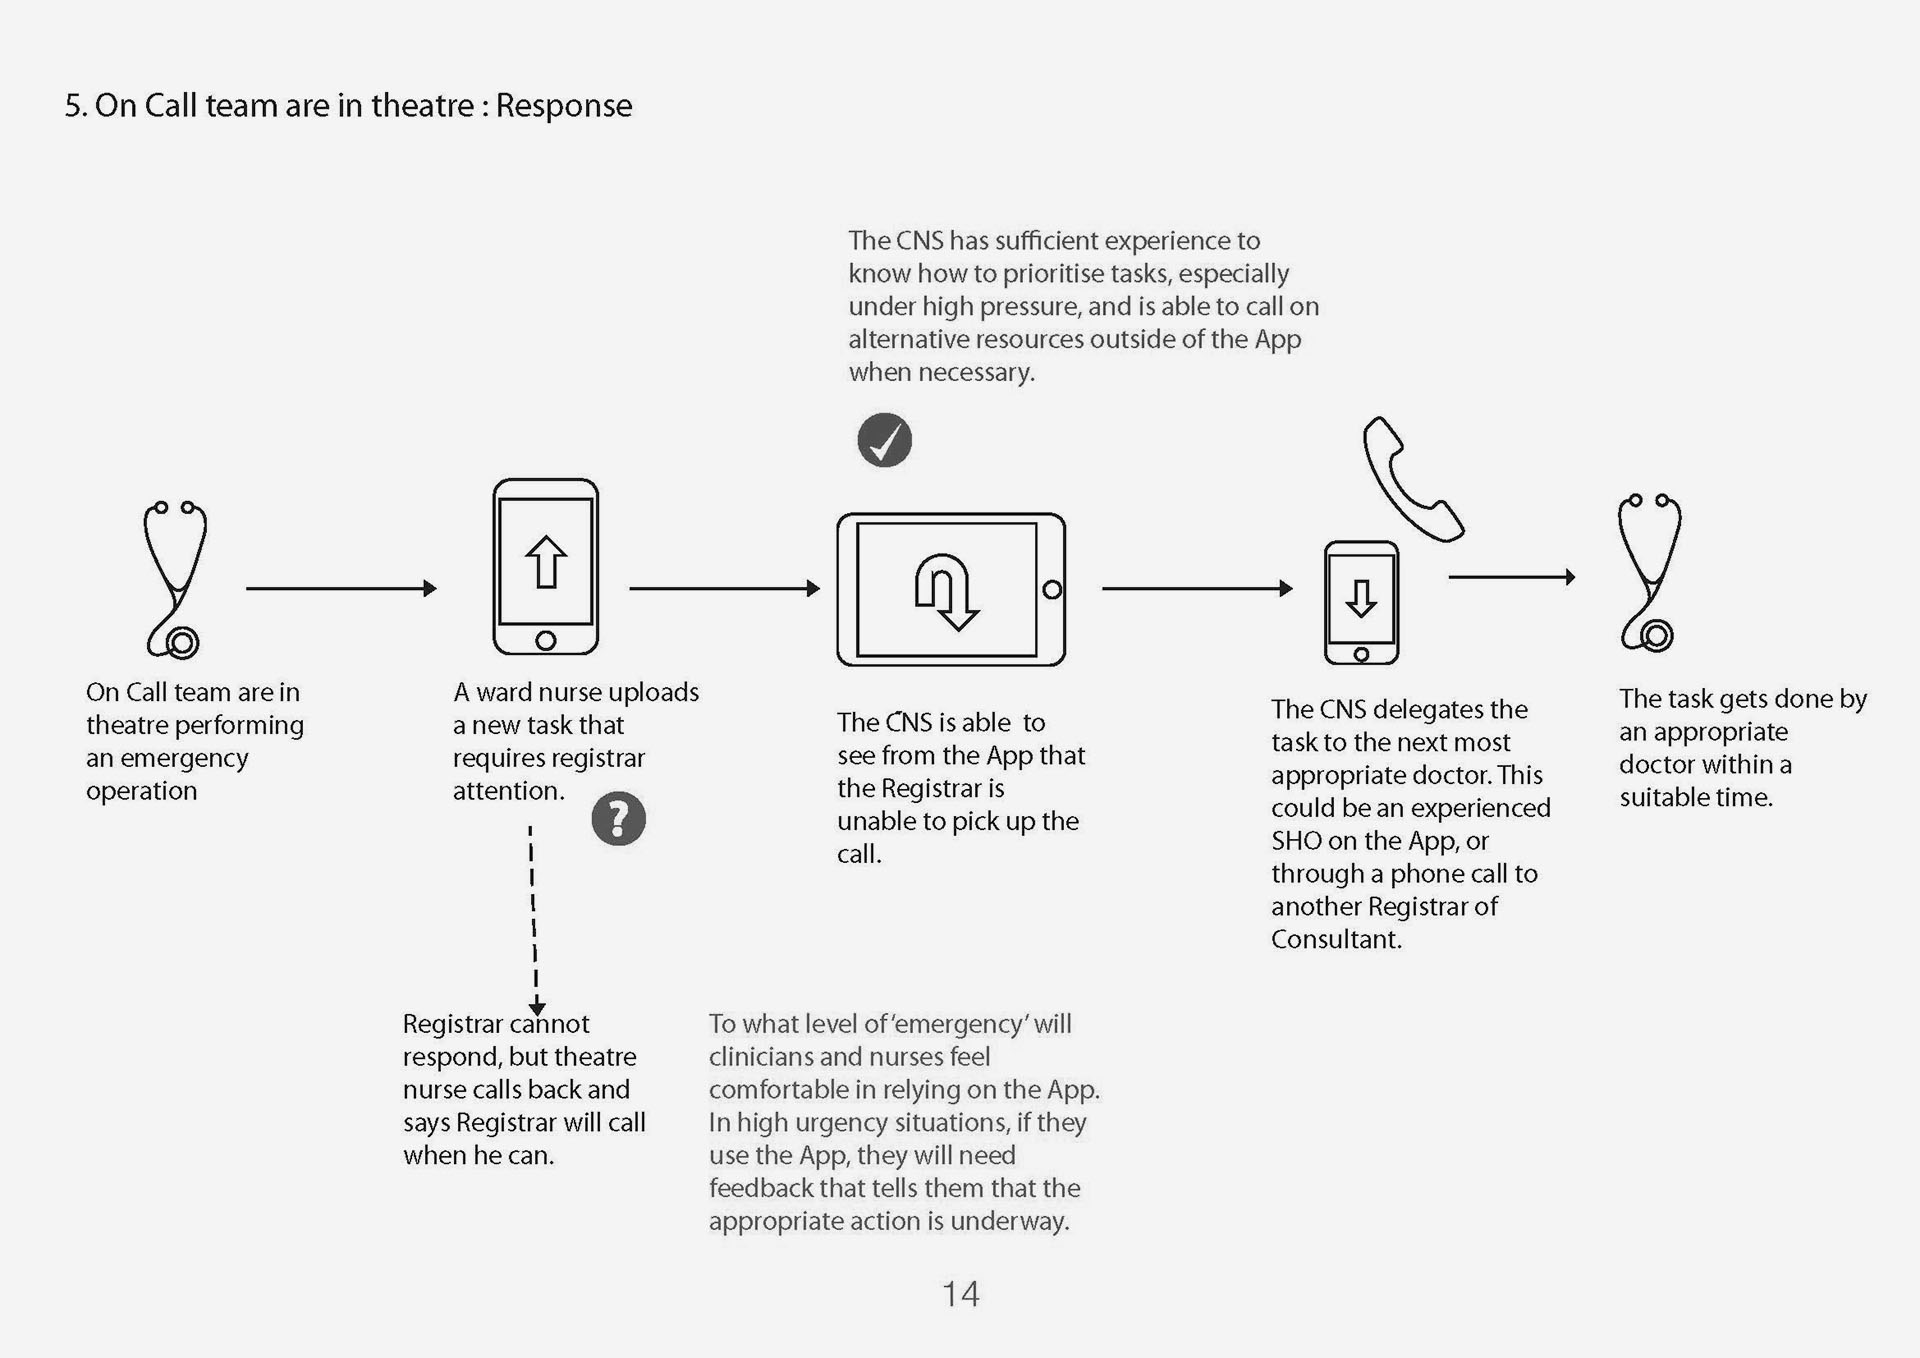 5. On Call team are in theatre : Response
The CNS has sufficient experience to
know how to prioritise tasks, especially
under high pressure, and is able to call on
alternative resources outside of the App
when necessary.
On Call team are in
theatre performing
an emergency
operation
A ward nurse uploads
a new task that
requires registrar
attention.
?
The CNS is able to
see from the App that
the Registrar is
unable to pick up the
call.
The CNS delegates the
task to the next most
appropriate doctor. This
could be an experienced
SHO on the App, or
through a phone call to
another Registrar of
Consultant.
The task gets done by
an appropriate
doctor within a
suitable time.
Registrar cannot
respond, but theatre
nurse calls back and
says Registrar will call
when he can.
To what level of 'emergency' will
clinicians and nurses feel
comfortable in relying on the App.
In high urgency situations, if they
use the App, they will need
feedback that tells them that the
appropriate action is underway.
14